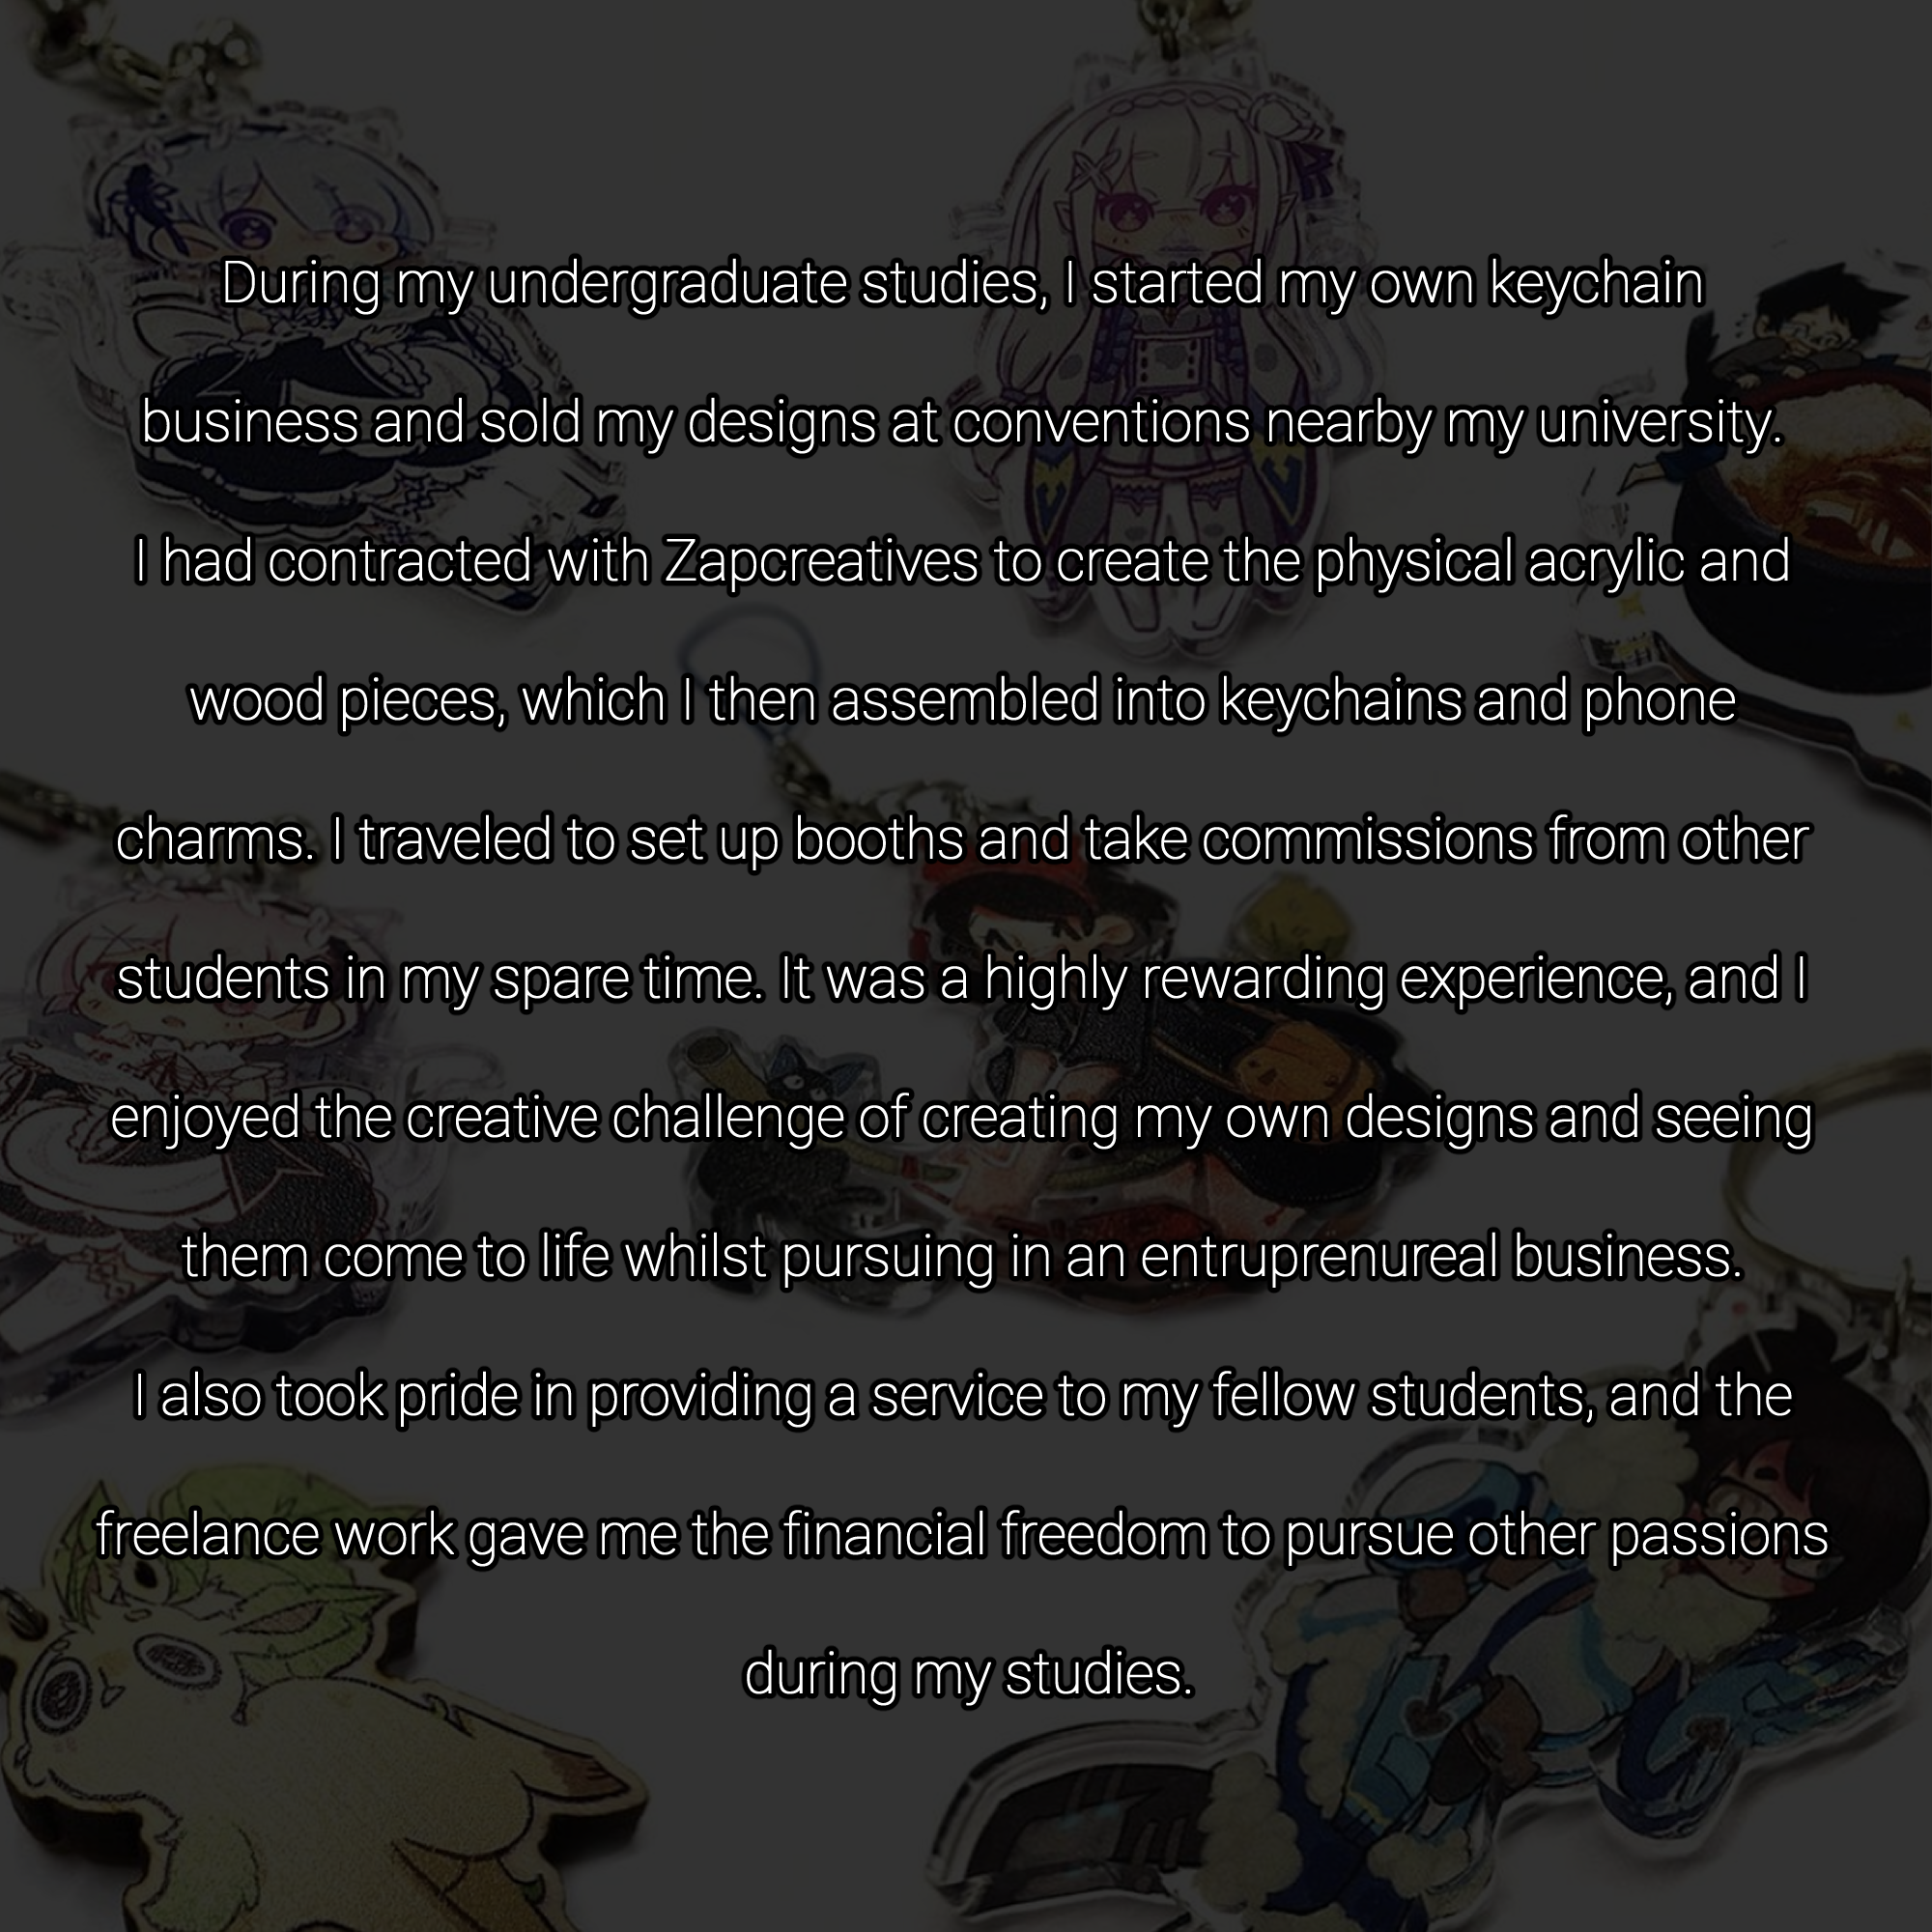 During my undergraduate studies, I started my own keychain
business and sold my designs at conventions nearby my university.
I had contracted with Zapcreatives to create the physical acrylic and
wood pieces, which I then assembled into keychains and phone
charms. I traveled to set up booths and take commissions from other
students in my spare time. It was a highly rewarding experience, and I
enjoyed the creative challenge of creating my own designs and seeing
them come to life whilst pursuing in an entruprenureal business.
I also took pride in providing a service to my fellow students, and the
freelance work gave me the financial freedom to pursue other passions
during my studies.